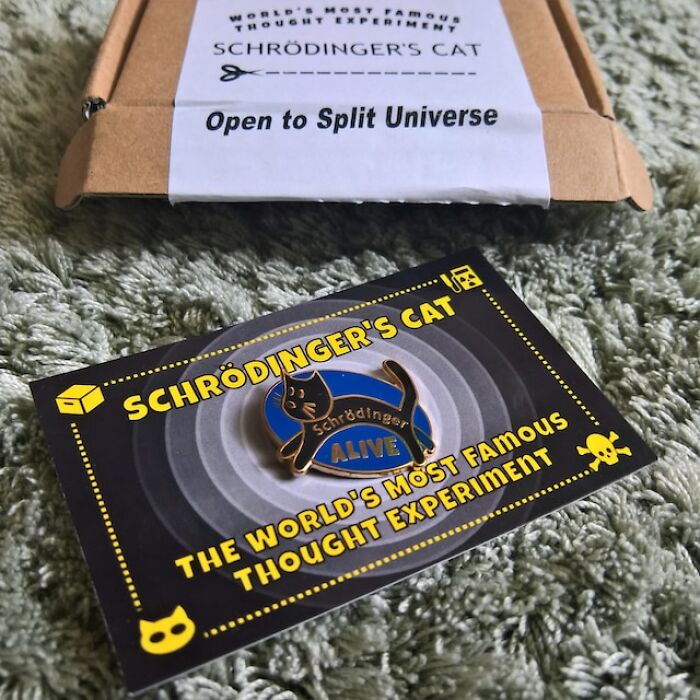 WORLD'S MOST FAMOUS
THOUGHT EXPERIMENT
SCHRÖDINGER'S CAT
Open to Split Universe
SCHRÖDINGER'S CAT
Schrödinger
ALIVE
THE WORLD'S MOST FAMOUS
THOUGHT EXPERIMENT